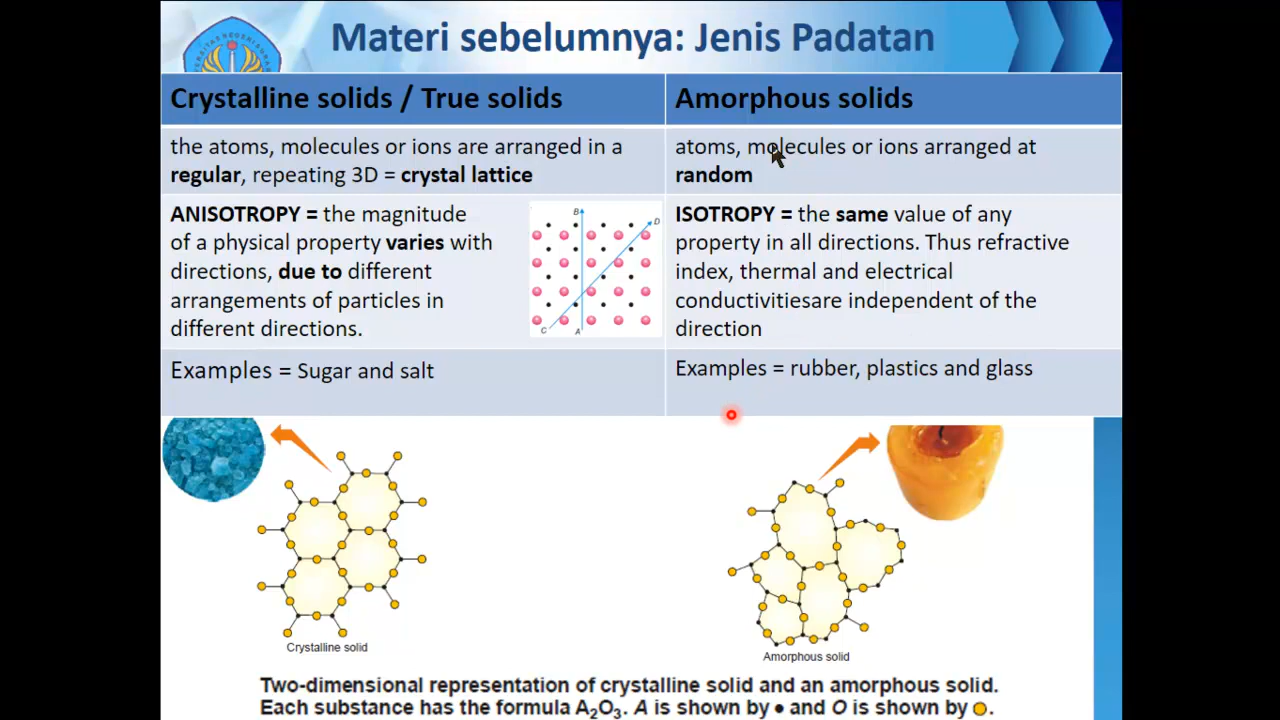 Materi sebelumnya: Jenis Padatan
Crystalline solids / True solids
Amorphous solids
the atoms, molecules or ions are arranged in a
regular, repeating 3D = crystal lattice
atoms, molecules or ions arranged at
random
ANISOTROPY = the magnitude
of a physical property varies with
directions, due to different
arrangements of particles in
different directions.
B
D
C
A
ISOTROPY = the same value of any
property in all directions. Thus refractive
index, thermal and electrical
conductivitiesare independent of the
direction
Examples = Sugar and salt
Examples = rubber, plastics and glass
Crystalline solid
Amorphous solid
Two-dimensional representation of crystalline solid and an amorphous solid.
Each substance has the formula A₂O₃. A is shown by • and O is shown by .